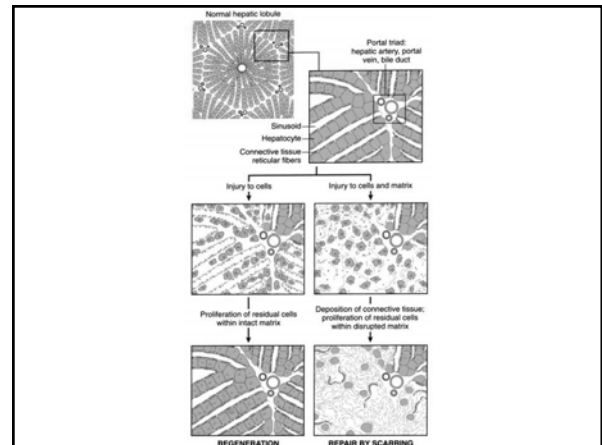 Normal hepatic lobule
Portal triad:
hepatic artery, portal
vein, bile duct
Sinusoid
Hepatocyte
Connective tissue
reticular fibers
Injury to cells
Injury to cells and matrix
Proliferation of residual cells
within intact matrix
Deposition of connective tissue;
proliferation of residual cells
within disrupted matrix
REGENERATION
REPAIR BY SCARRING